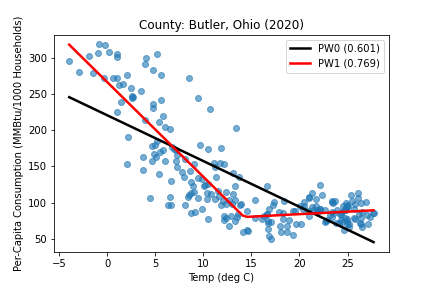 County: Butler, Ohio (2020)
Per-Capita Consumption (MMBtu/1000 Households)
300
250
200
150
100
50
PW0 (0.601)
PW1 (0.769)
−5 0 5 10 15 20 25
Temp (deg C)